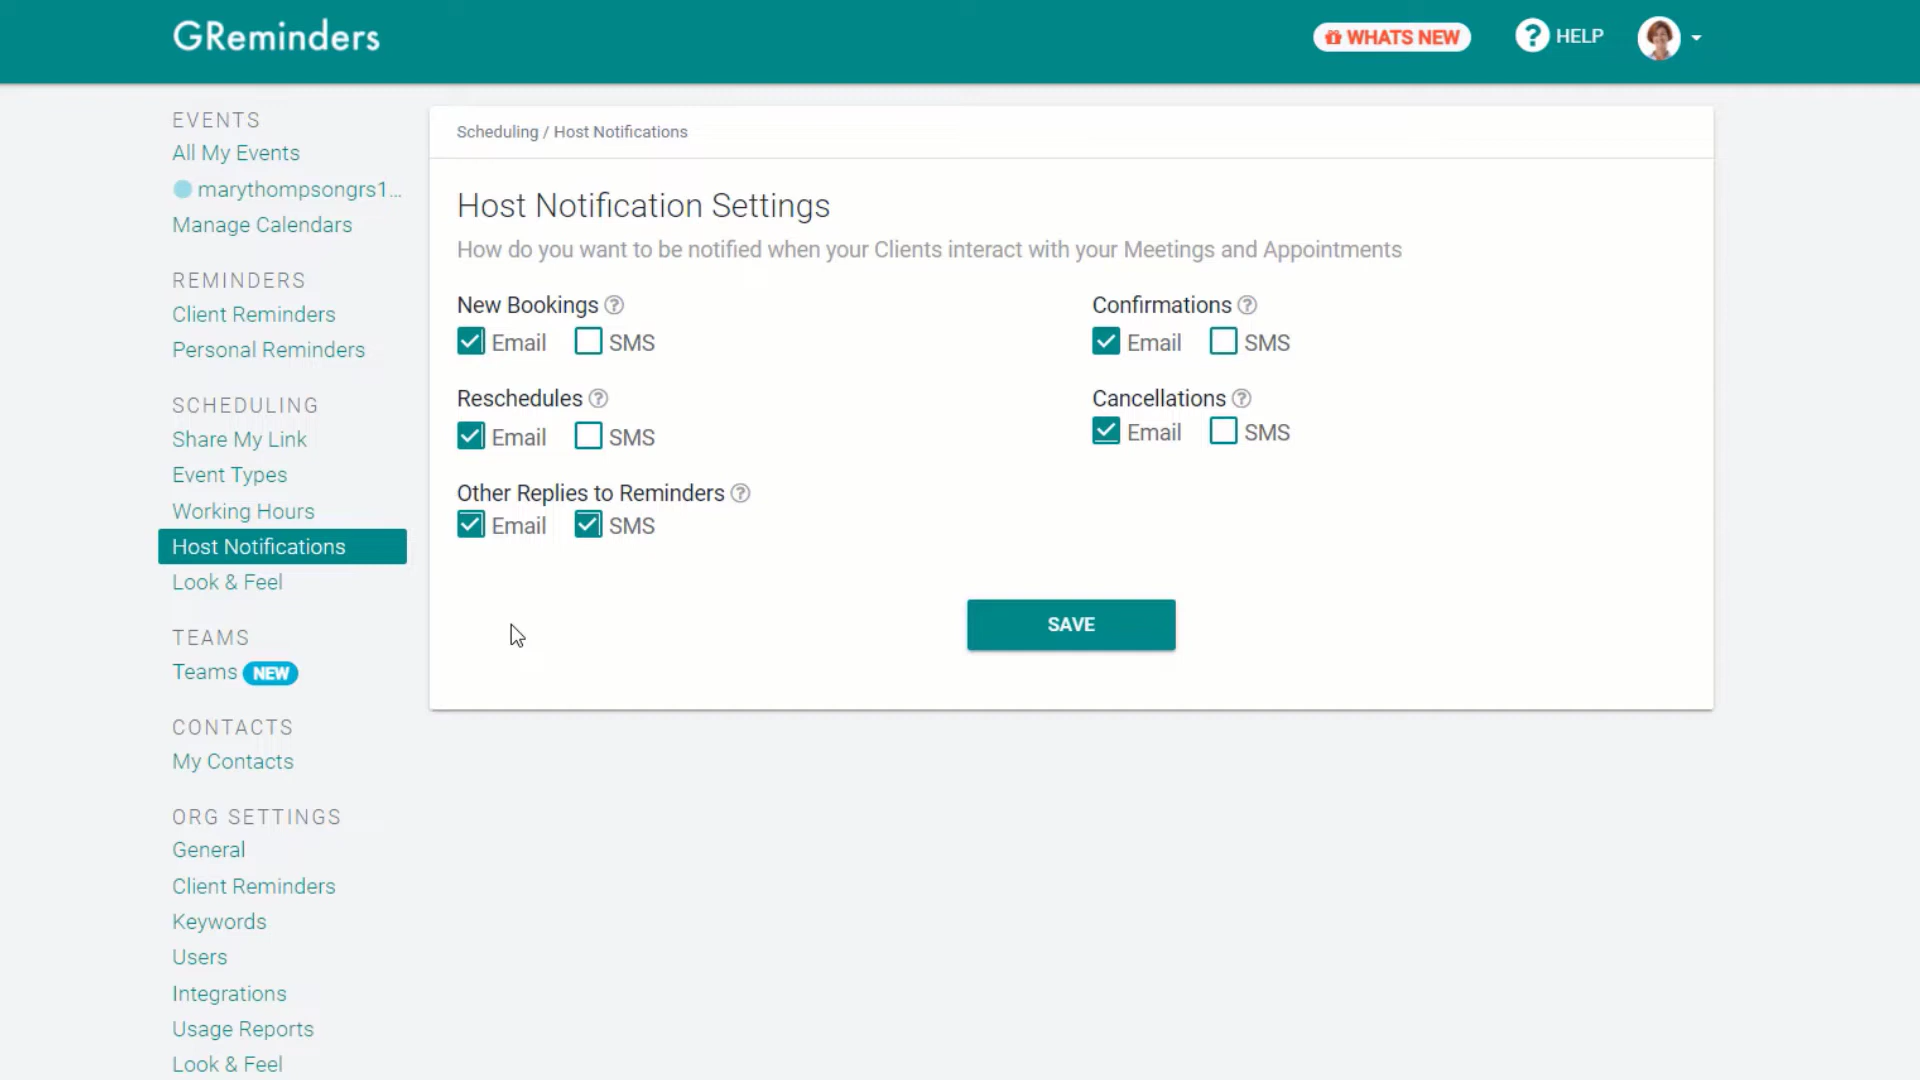 GReminders
WHATS NEW
? HELP
EVENTS
All My Events
marythompsongrs1...
Manage Calendars
REMINDERS
Client Reminders
Personal Reminders
SCHEDULING
Share My Link
Event Types
Working Hours
Host Notifications
Look & Feel
TEAMS
Teams NEW
CONTACTS
My Contacts
ORG SETTINGS
General
Client Reminders
Keywords
Users
Integrations
Usage Reports
Look & Feel
Scheduling / Host Notifications
Host Notification Settings
How do you want to be notified when your Clients interact with your Meetings and Appointments
New Bookings ?
Email SMS
Confirmations ?
Email SMS
Reschedules ?
Email SMS
Cancellations ?
Email SMS
Other Replies to Reminders ?
Email SMS
SAVE